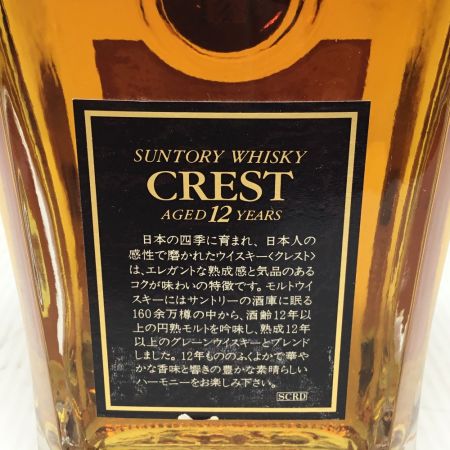 SUNTORY WHISKY
CREST
AGED 12 YEARS
日本の四季に育まれ、日本人の
感性で磨かれたウイスキー〈クレスト〉
は、エレガントな熟成感と気品のある
コクが味わいの特徴です。モルトウイ
スキーにはサントリーの酒庫に眠る
160余万樽の中から、酒齢12年以
上の円熟モルトを吟味し、熟成12年
以上のグレーンウイスキーとブレンド
しました。12年もののふくよかで華や
かな香味と響きの豊かな素晴らしい
ハーモニーをお楽しみ下さい。
SCRD